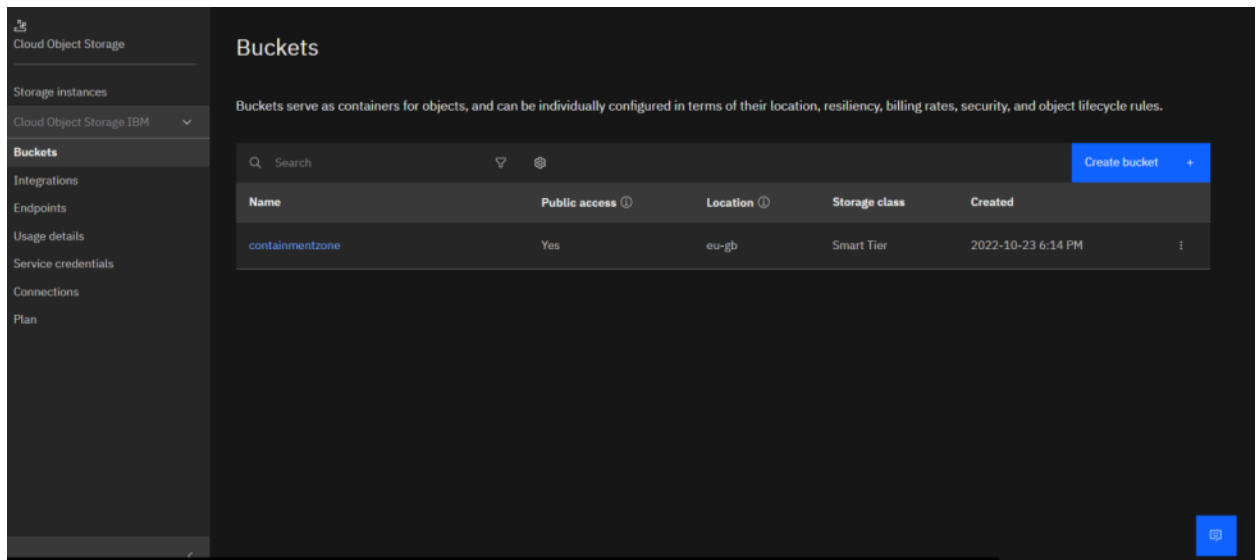 Cloud Object Storage
Storage instances
Cloud Object Storage IBM
Buckets
Integrations
Endpoints
Usage details
Service credentials
Connections
Plan
Buckets
Buckets serve as containers for objects, and can be individually configured in terms of their location, resiliency, billing rates, security, and object lifecycle rules.
Search
Create bucket +
Name Public access Location Storage class Created
containmentzone Yes eu-gb Smart Tier 2022-10-23 6:14 PM